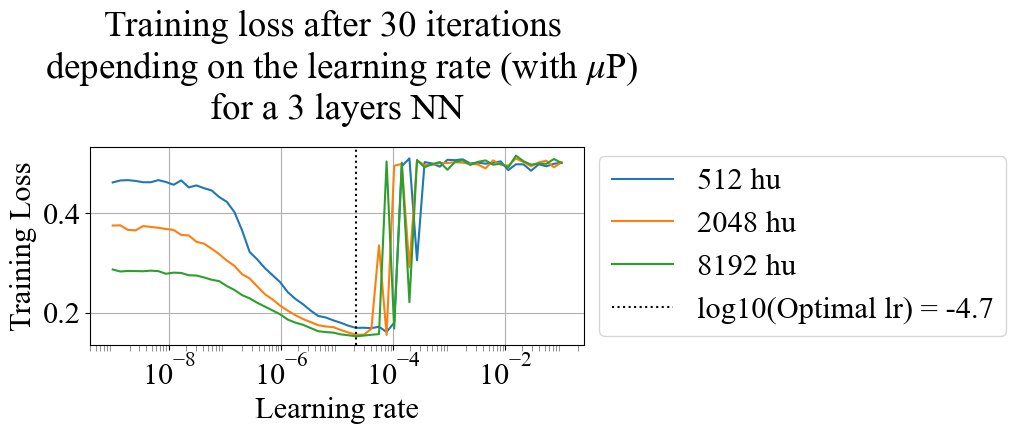 Training loss after 30 iterations
depending on the learning rate (with μP)
for a 3 layers NN
Training Loss
0.4
0.2
10⁻⁸
10⁻⁶
10⁻⁴
10⁻²
Learning rate
512 hu
2048 hu
8192 hu
log10(Optimal lr) = -4.7